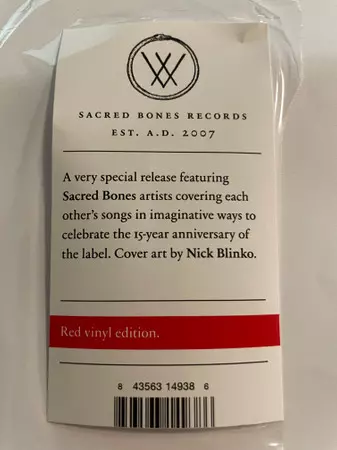 SACRED BONES RECORDS
EST. A.D. 2007
A very special release featuring
Sacred Bones artists covering each
other's songs in imaginative ways to
celebrate the 15-year anniversary of
the label. Cover art by Nick Blinko.
Red vinyl edition.
8 43563 14938 6